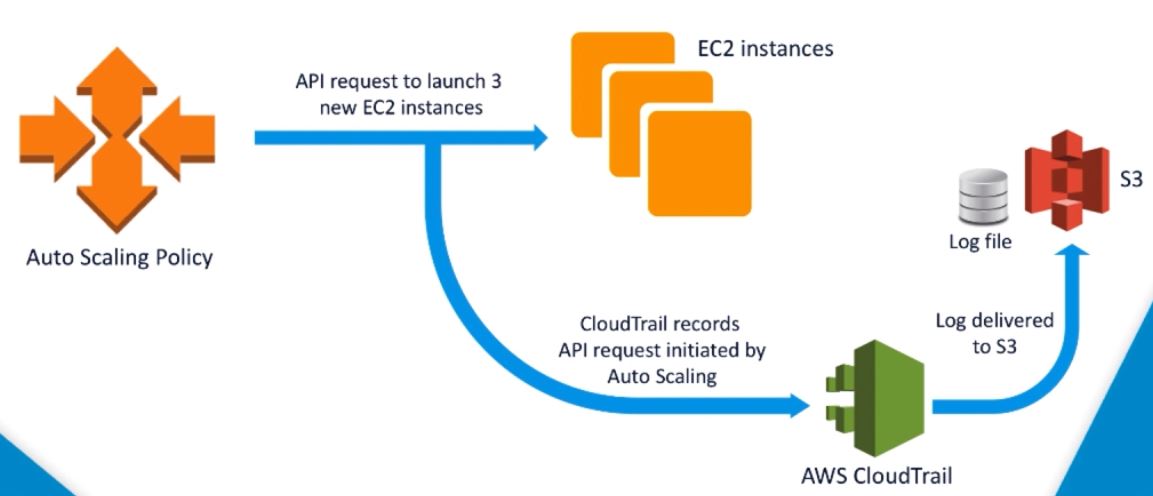 API request to launch 3
new EC2 instances
EC2 instances
Auto Scaling Policy
S3
Log file
CloudTrail records
API request initiated by
Auto Scaling
Log delivered
to S3
AWS CloudTrail